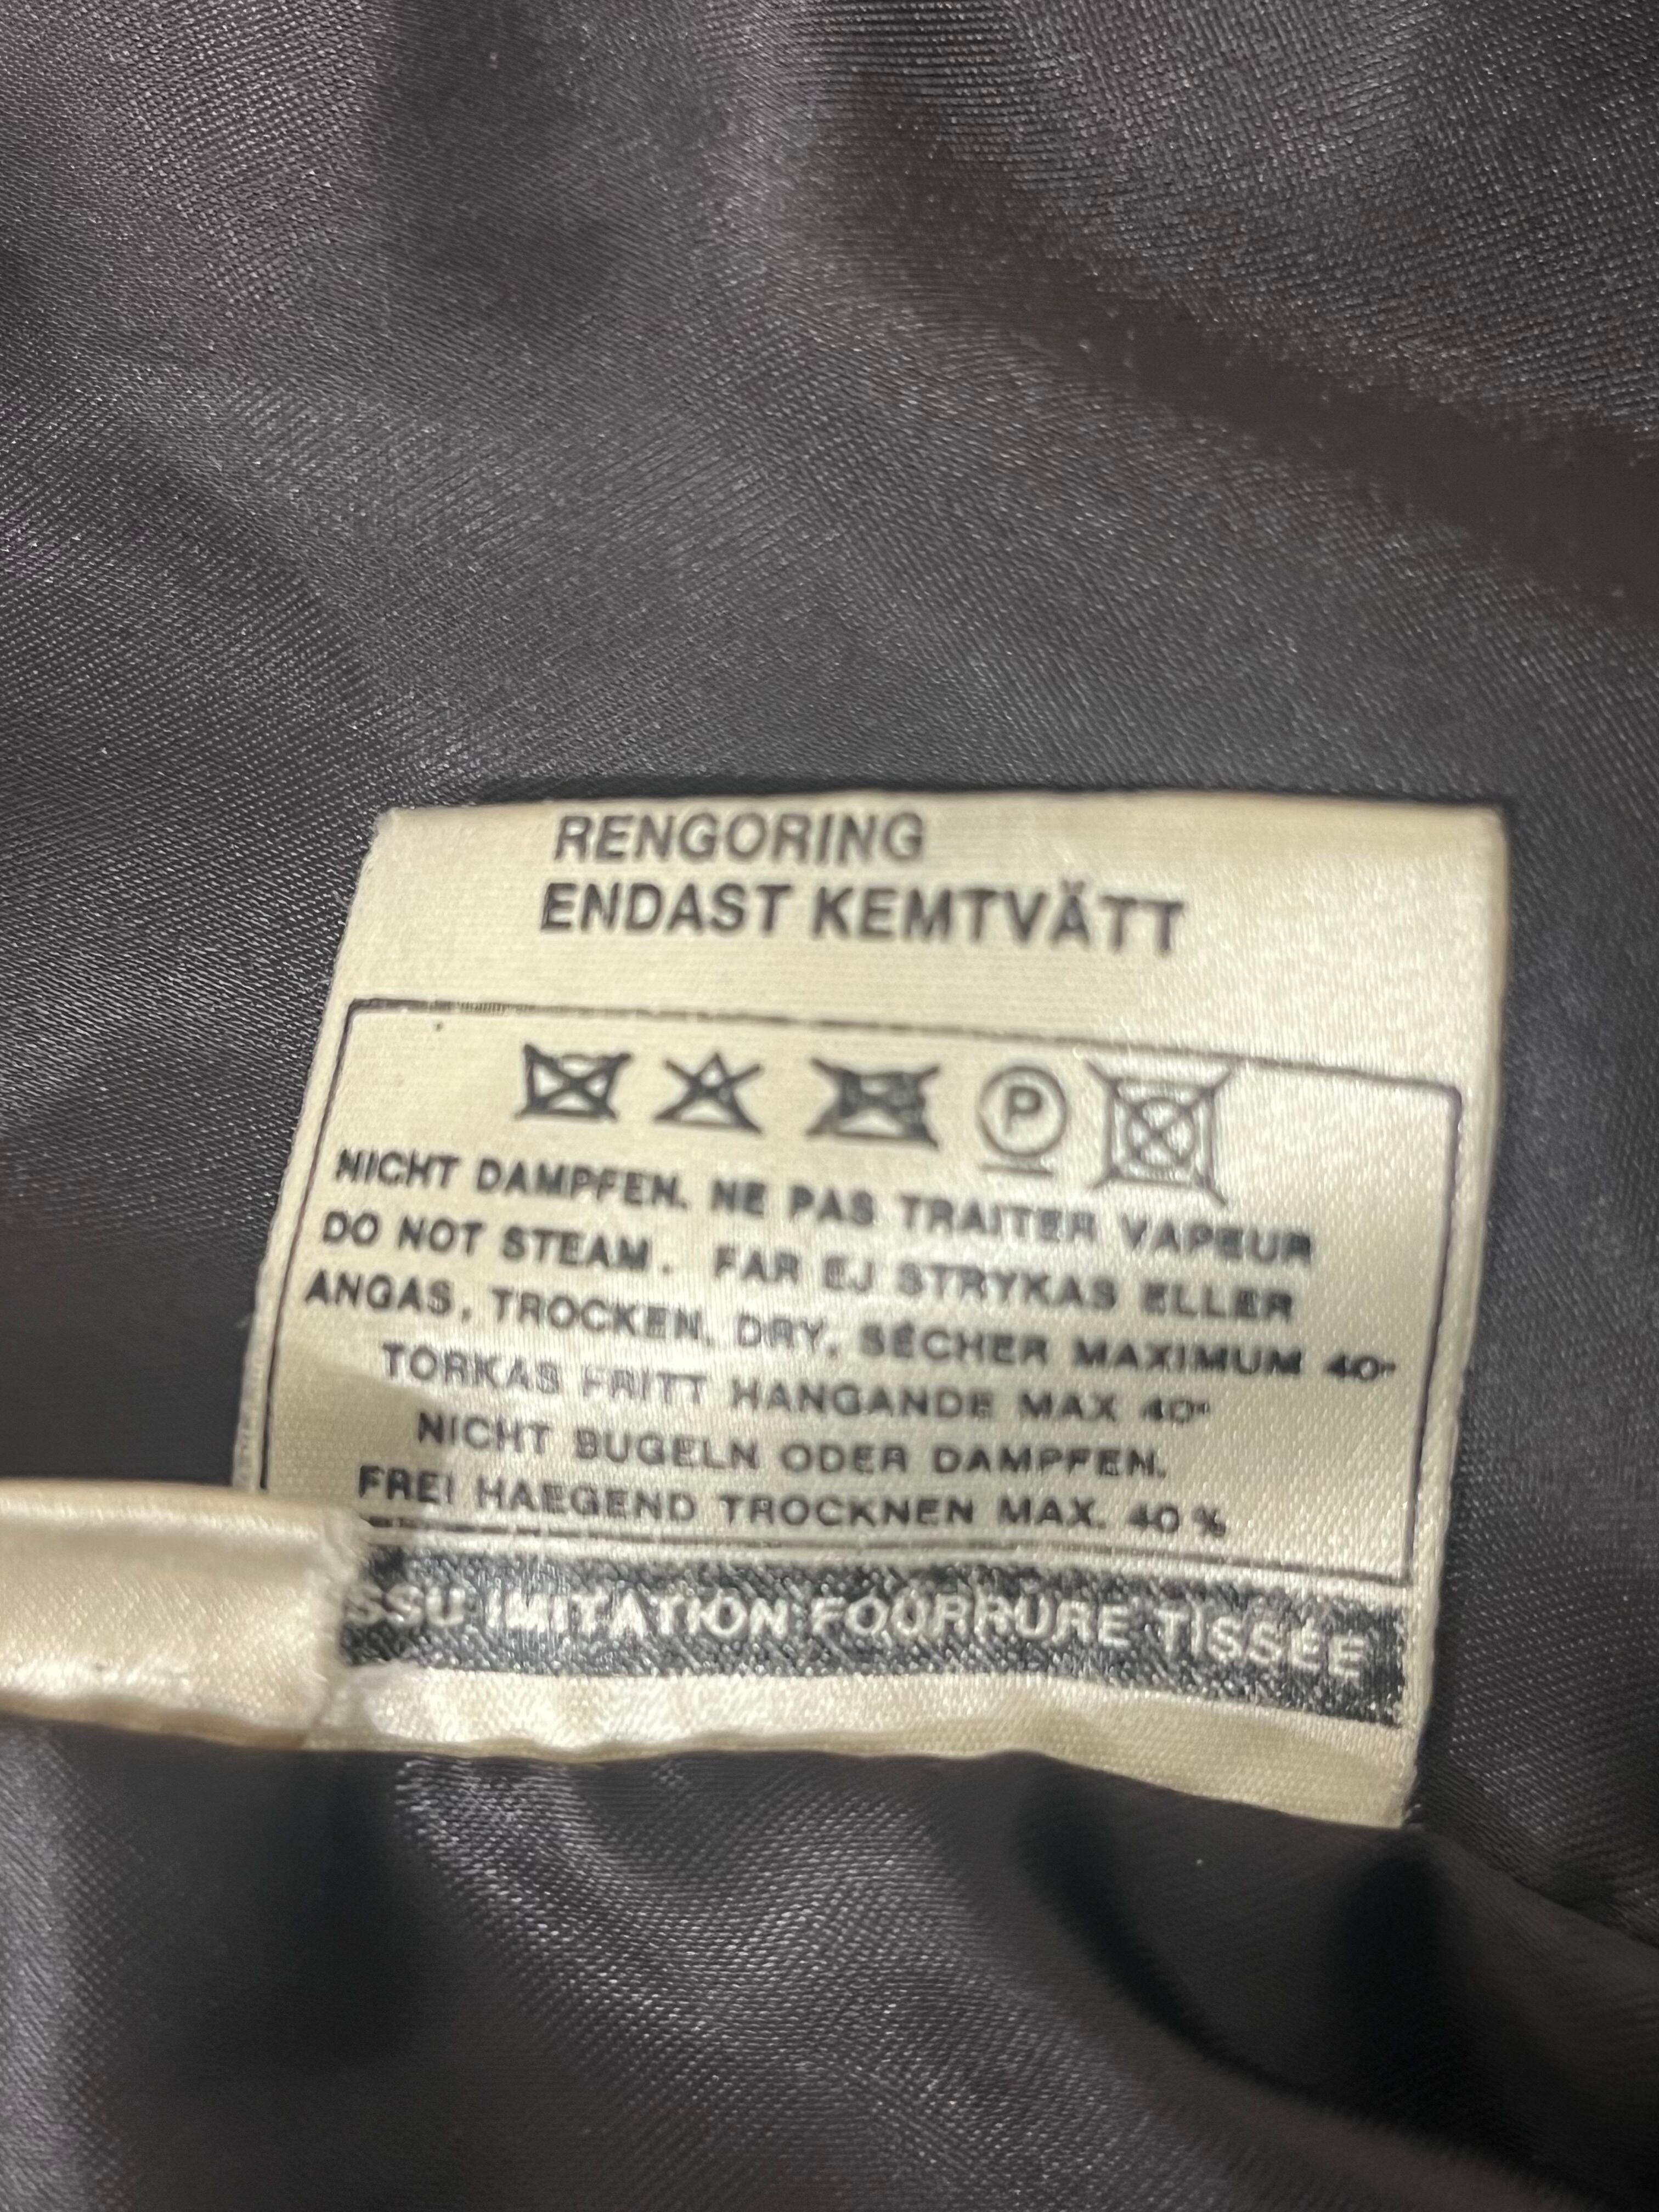 RENGORING
ENDAST KEMTVÄTT
P
NICHT DAMPFEN. NE PAS TRAITER VAPEUR
DO NOT STEAM. FAR EJ STRYKAS ELLER
ANGAS, TROCKEN, DRY, SÉCHER MAXIMUM 40°
TORKAS FRITT HANGANDE MAX 40°
NICHT BUGELN ODER DAMPFEN.
FREI HAEGEND TROCKNEN MAX. 40 %
SSU IMITATION FOURRURE TISSÉE